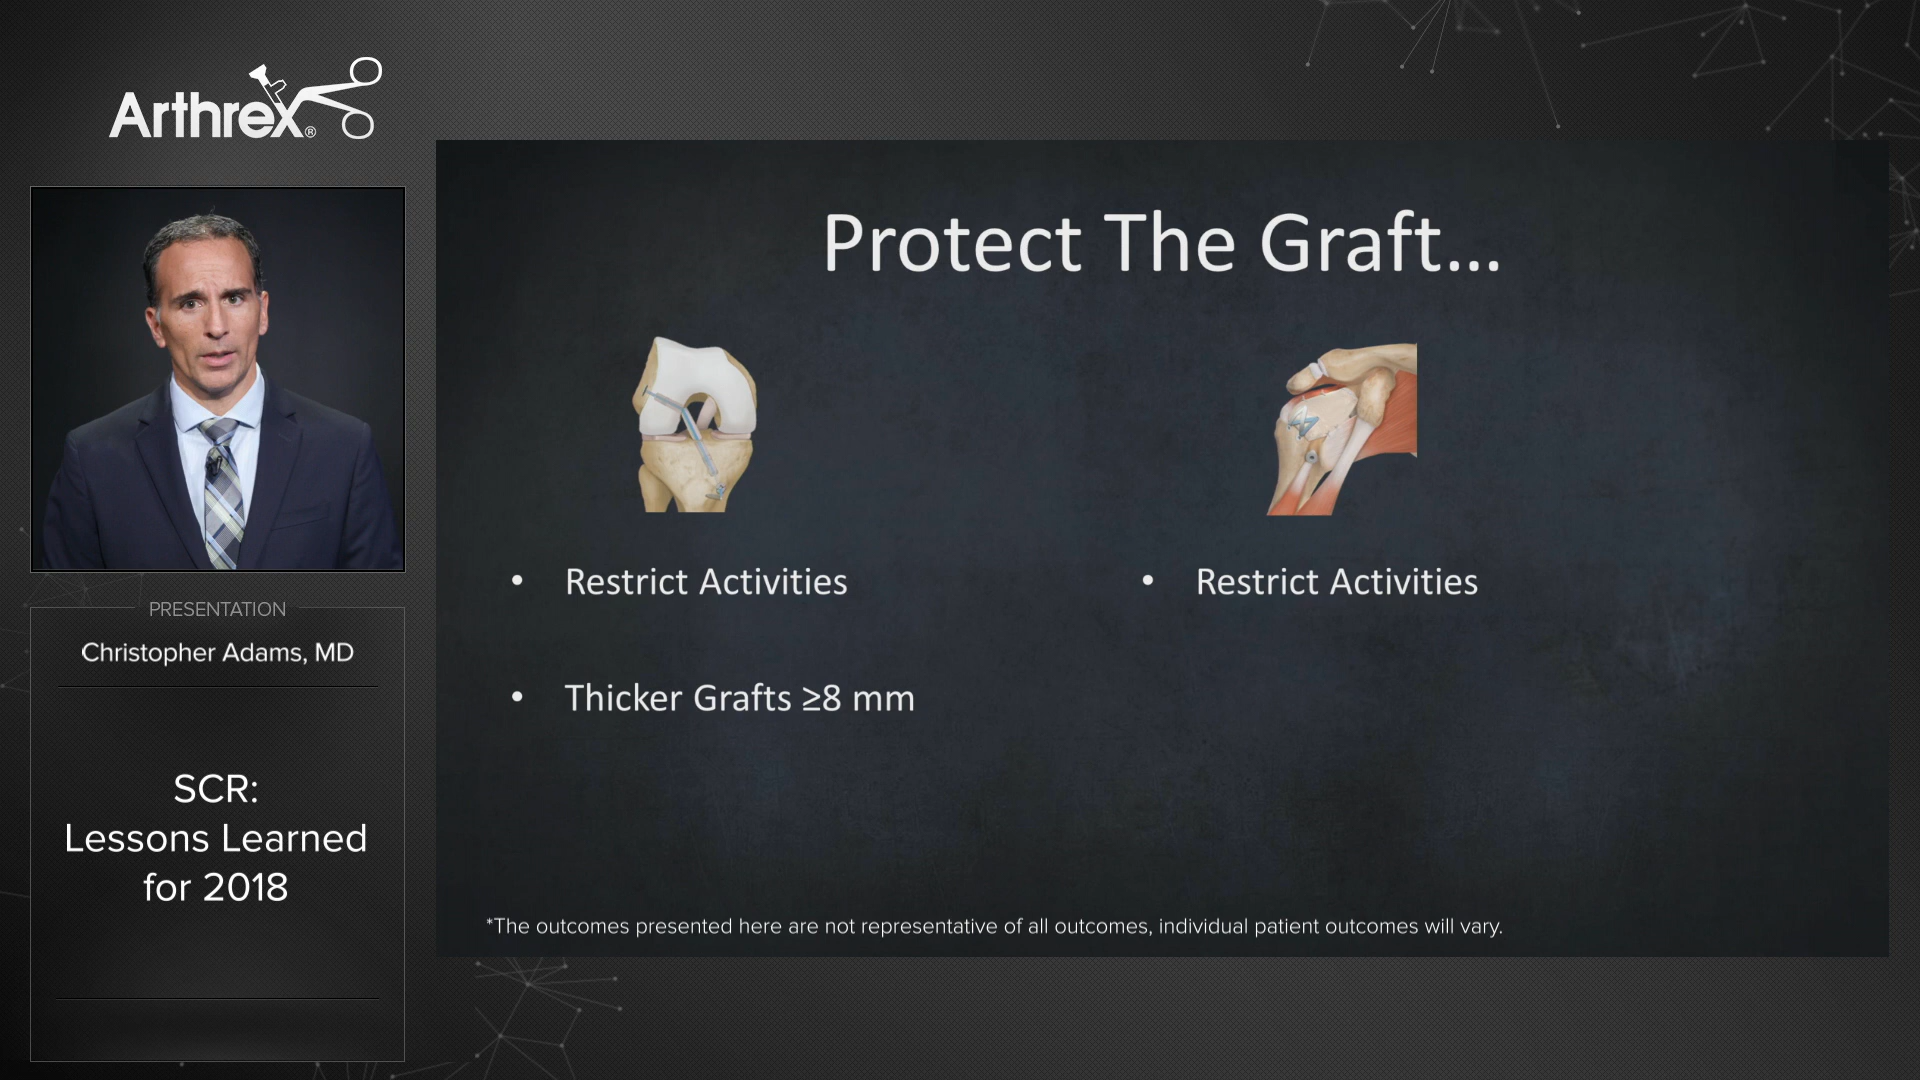 Arthrex®
PRESENTATION
Christopher Adams, MD
SCR:
Lessons Learned
for 2018
Protect The Graft...
• Restrict Activities
• Thicker Grafts ≥8 mm
• Restrict Activities
*The outcomes presented here are not representative of all outcomes, individual patient outcomes will vary.